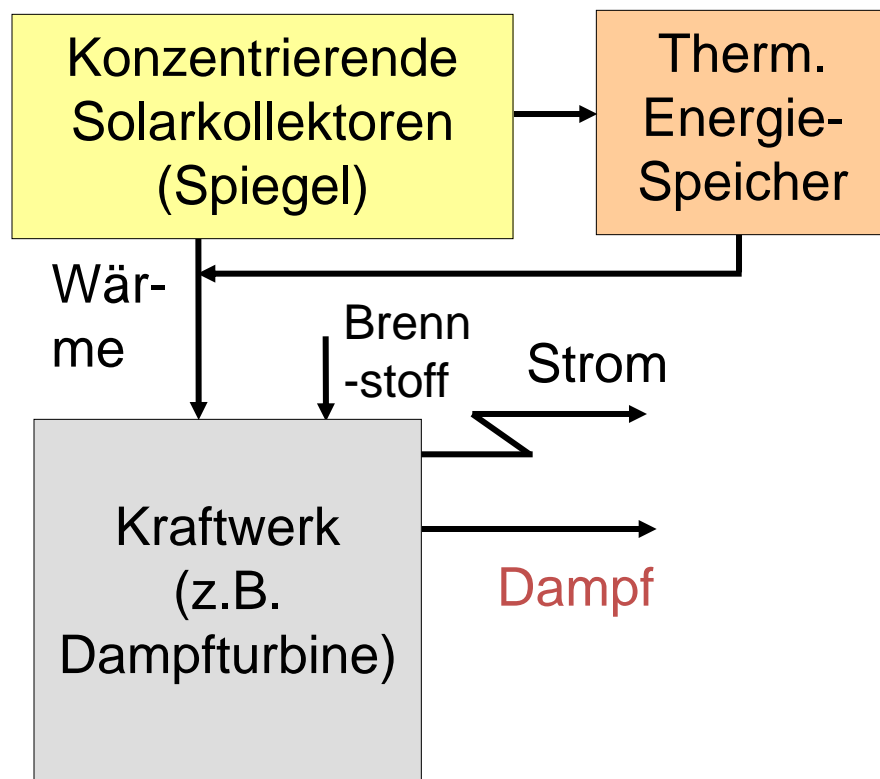 Konzentrierende
Solarkollektoren
(Spiegel)
Therm.
Energie-
Speicher
Wär-
me
Brenn
-stoff
Strom
Kraftwerk
(z.B.
Dampfturbine)
Dampf